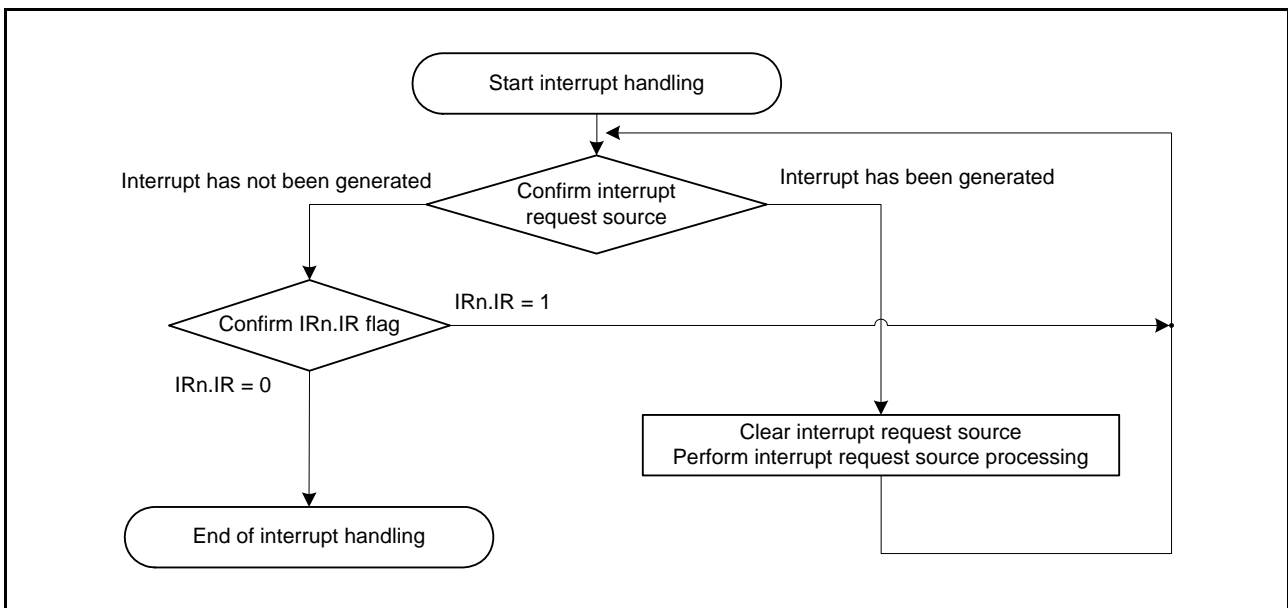 Start interrupt handling
Interrupt has not been generated
Interrupt has been generated
Confirm interrupt
request source
IRn.IR = 1
Confirm IRn.IR flag
IRn.IR = 0
Clear interrupt request source
Perform interrupt request source processing
End of interrupt handling